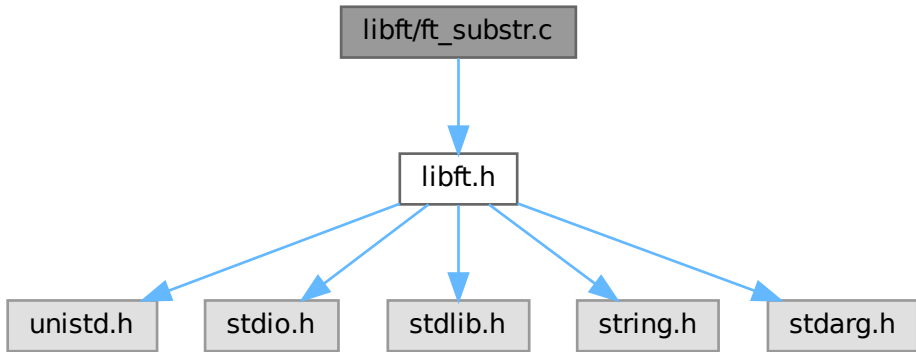 libft/ft_substr.c
libft.h
unistd.h
stdio.h
stdlib.h
string.h
stdarg.h